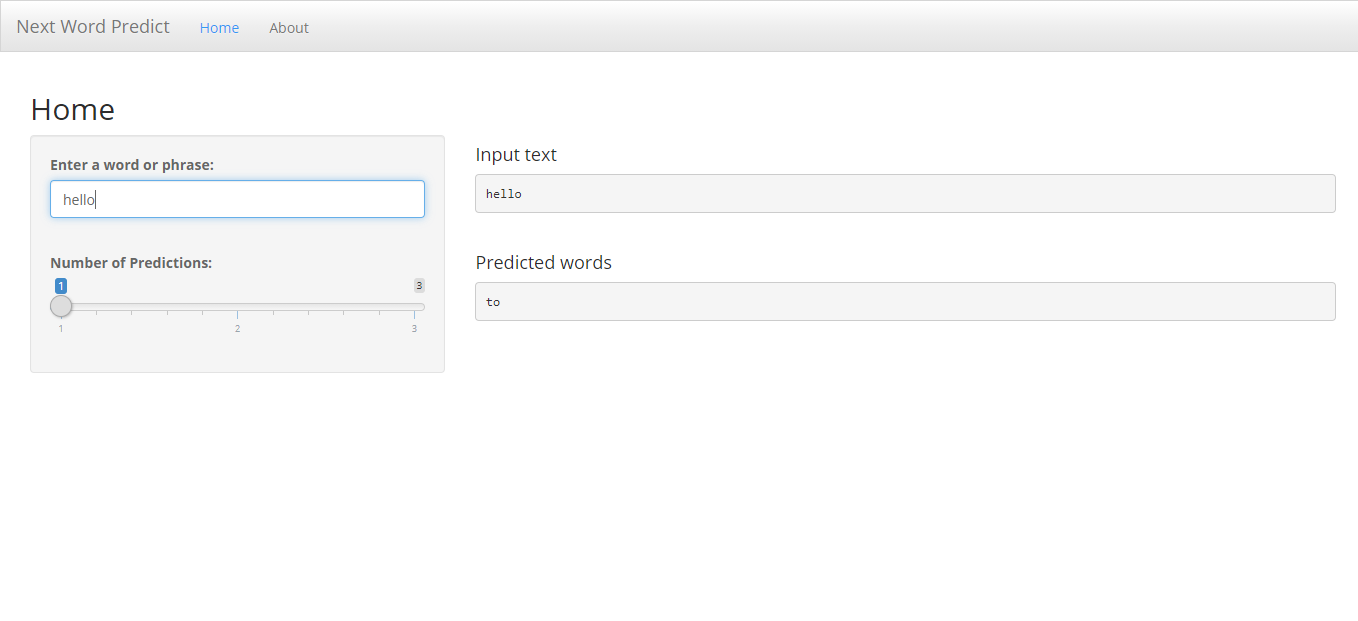 Next Word Predict Home About
Home
Enter a word or phrase:
hello
Number of Predictions:
1 3
1 2 3
Input text
hello
Predicted words
to